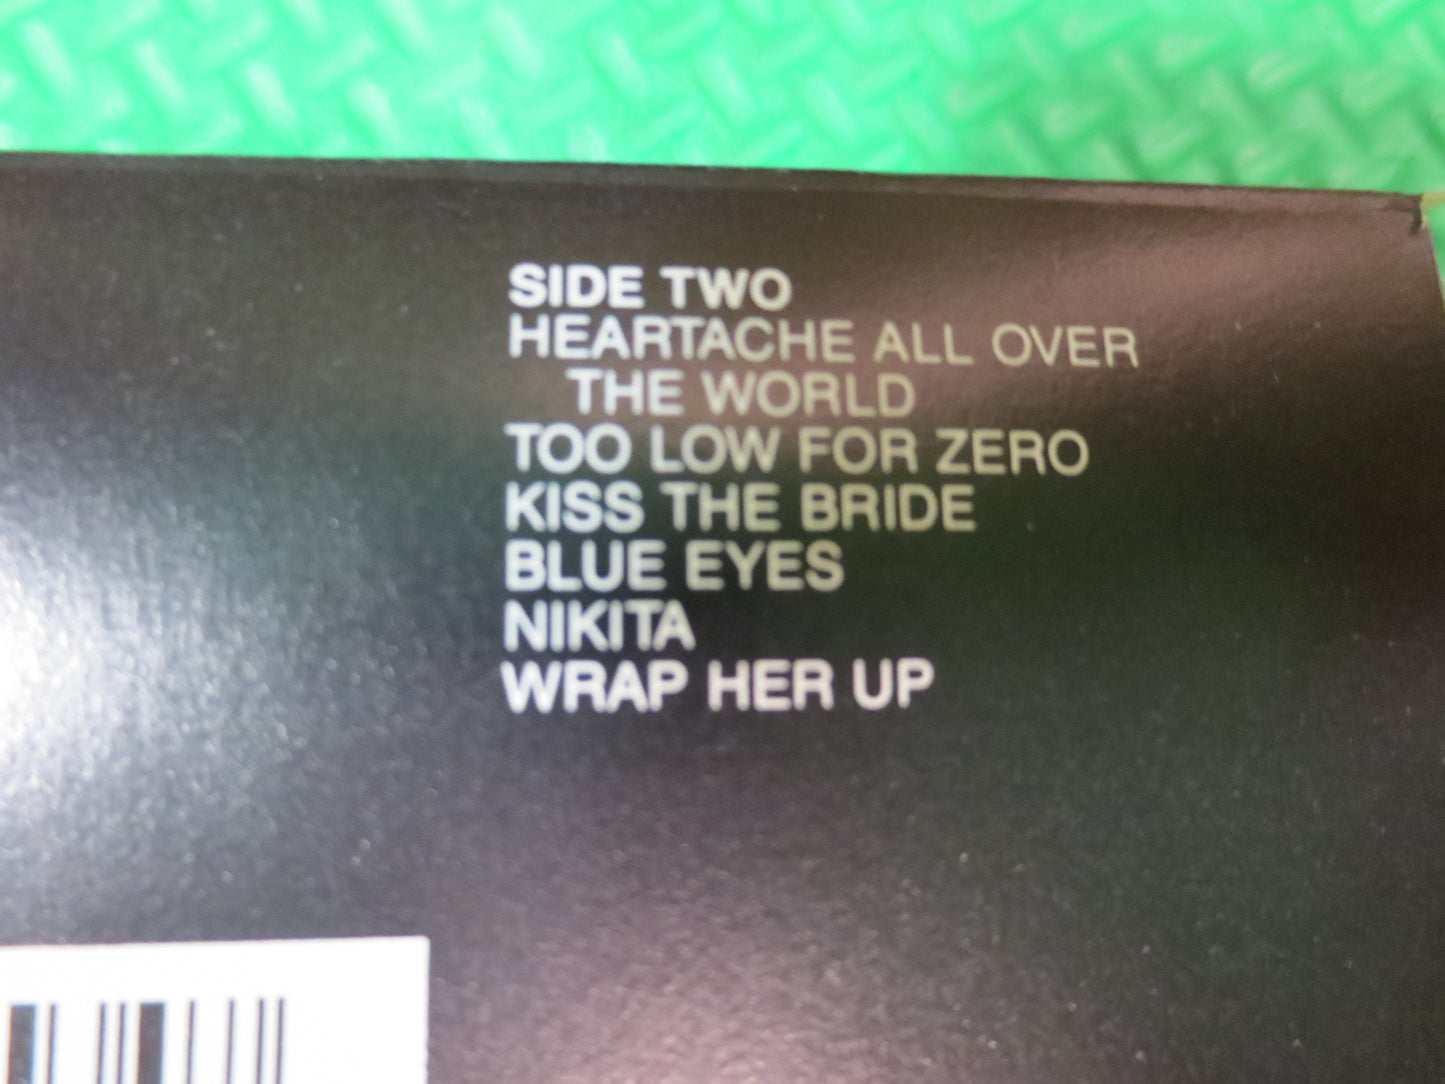 SIDE TWO
HEARTACHE ALL OVER
THE WORLD
TOO LOW FOR ZERO
KISS THE BRIDE
BLUE EYES
NIKITA
WRAP HER UP